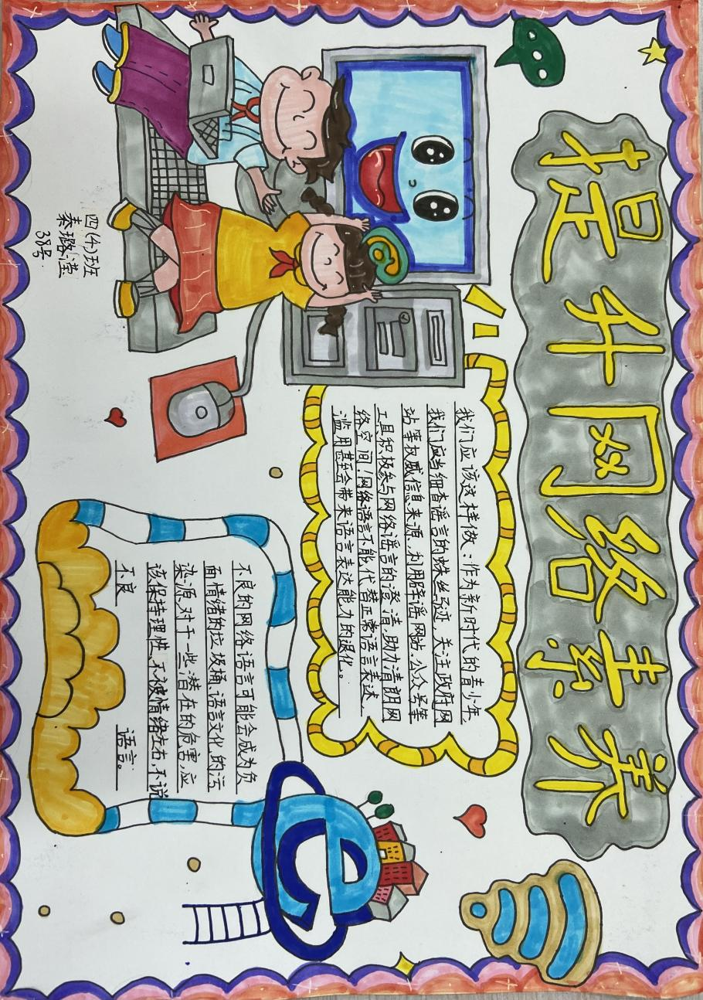 提升网络素养
我们应该这样做：作为新时代的青少年
我们应当细查谣言的蛛丝马迹，关注政府网
站等权威信息来源，利用辟谣网站、公众号等
工具积极参与网络谣言的澄清，助力清朗网
络空间！网络语言不能代替正常语言表达，
滥用甚至会带来语言表达能力的退化。
不良的网络语言可能会成为负
面情绪的垃圾桶，语言文化的污
染源，对于一些潜在的危害，应
该保持理性，不被情绪左右，不说
不良语言。
四(4)班
秦璐滢
38号
e